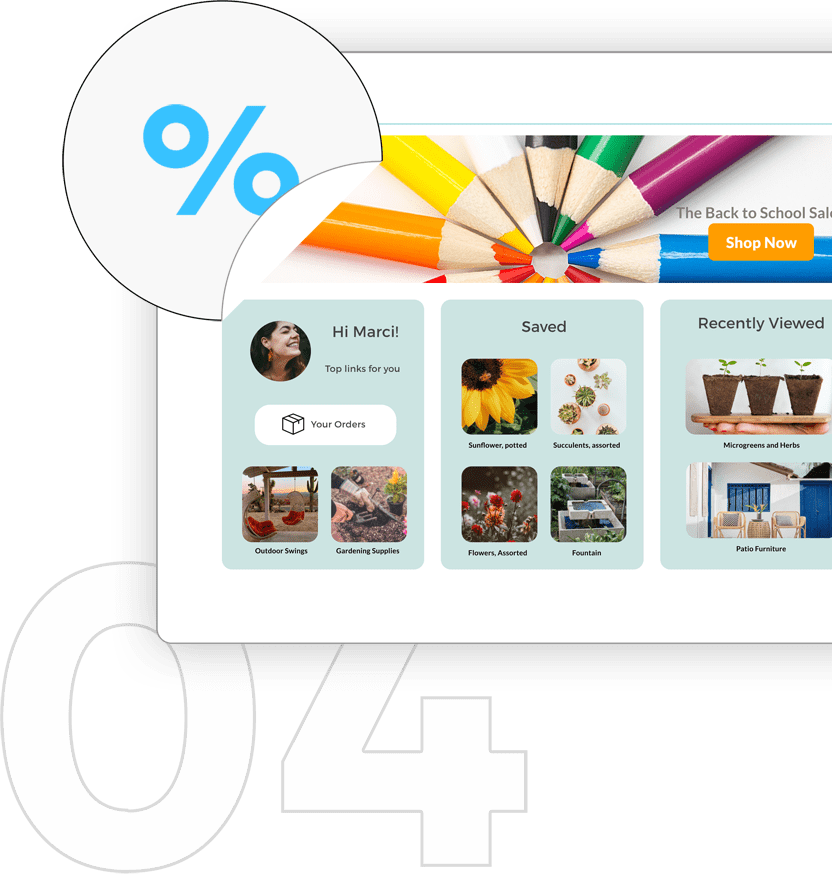 %
The Back to School Sale
Shop Now
Hi Marci!
Top links for you
Your Orders
Outdoor Swings
Gardening Supplies
Saved
Sunflower, potted
Succulents, assorted
Flowers, Assorted
Fountain
Recently Viewed
Microgreens and Herbs
Patio Furniture
04